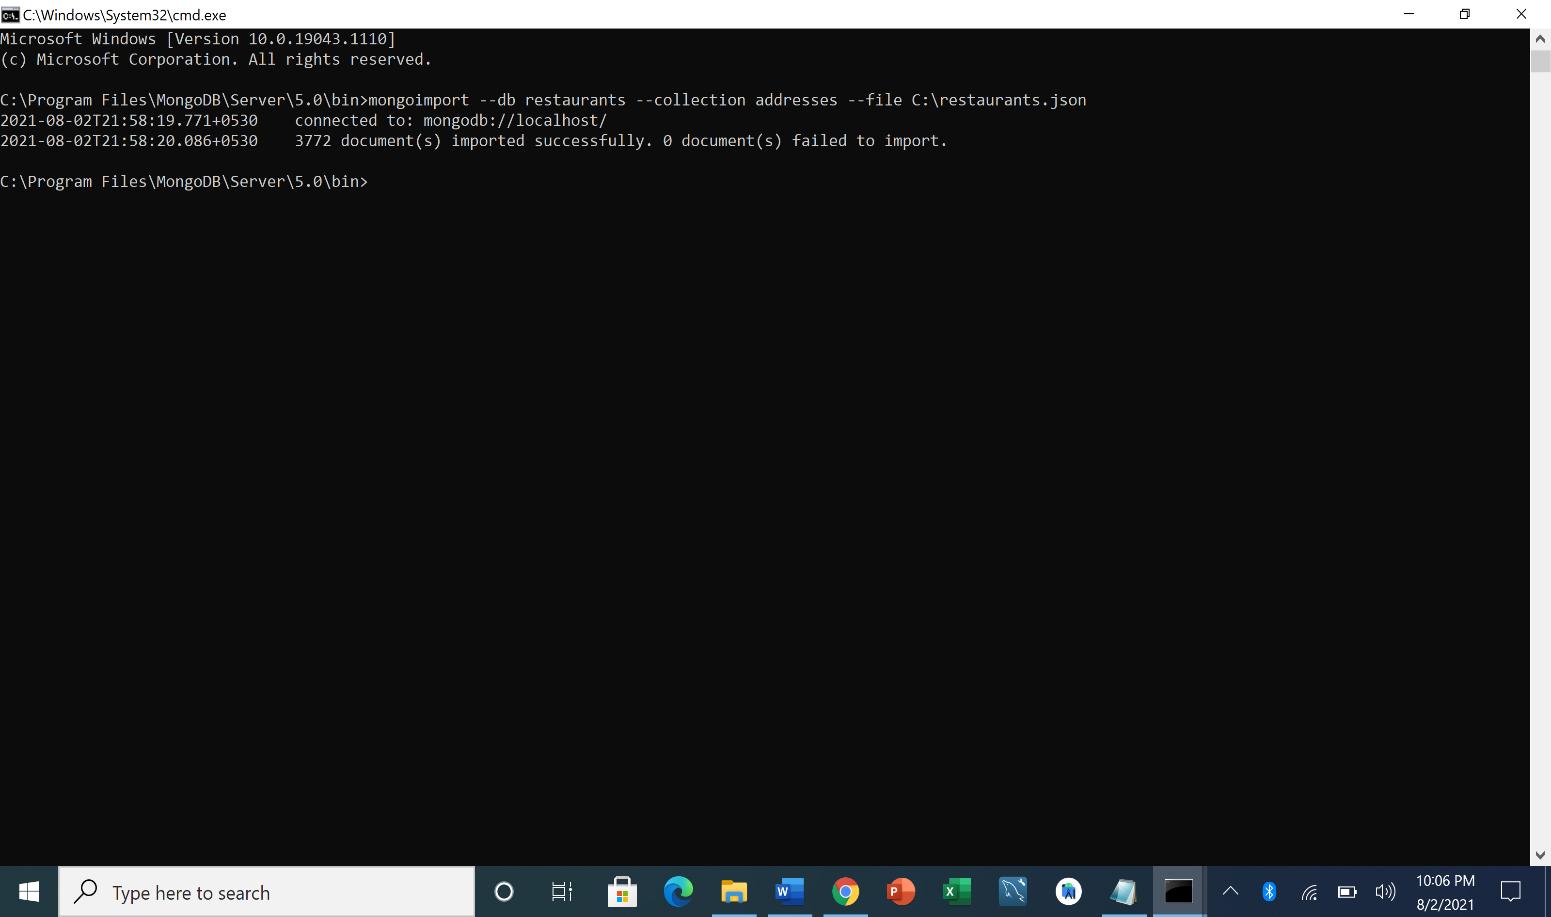 C:\Windows\System32\cmd.exe
Microsoft Windows [Version 10.0.19043.1110]
(c) Microsoft Corporation. All rights reserved.
C:\Program Files\MongoDB\Server\5.0\bin>mongoimport --db restaurants --collection addresses --file C:\restaurants.json
2021-08-02T21:58:19.771+0530    connected to: mongodb://localhost/
2021-08-02T21:58:20.086+0530    3772 document(s) imported successfully. 0 document(s) failed to import.
C:\Program Files\MongoDB\Server\5.0\bin>
Type here to search
10:06 PM
8/2/2021